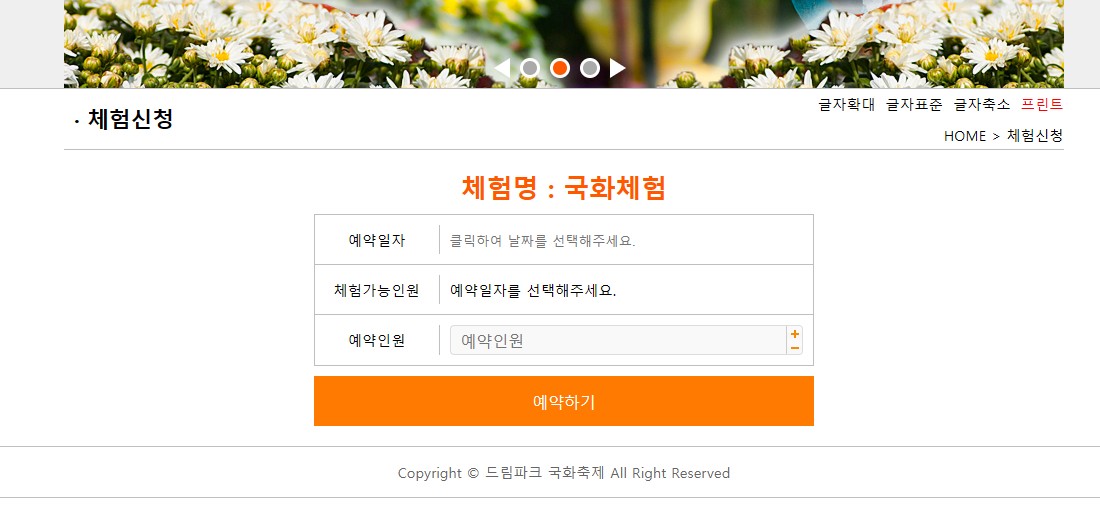 · 체험신청
글자확대 글자표준 글자축소 프린트
HOME > 체험신청
체험명 : 국화체험
예약일자 클릭하여 날짜를 선택해주세요.
체험가능인원 예약일자를 선택해주세요.
예약인원 예약인원
예약하기
Copyright © 드림파크 국화축제 All Right Reserved